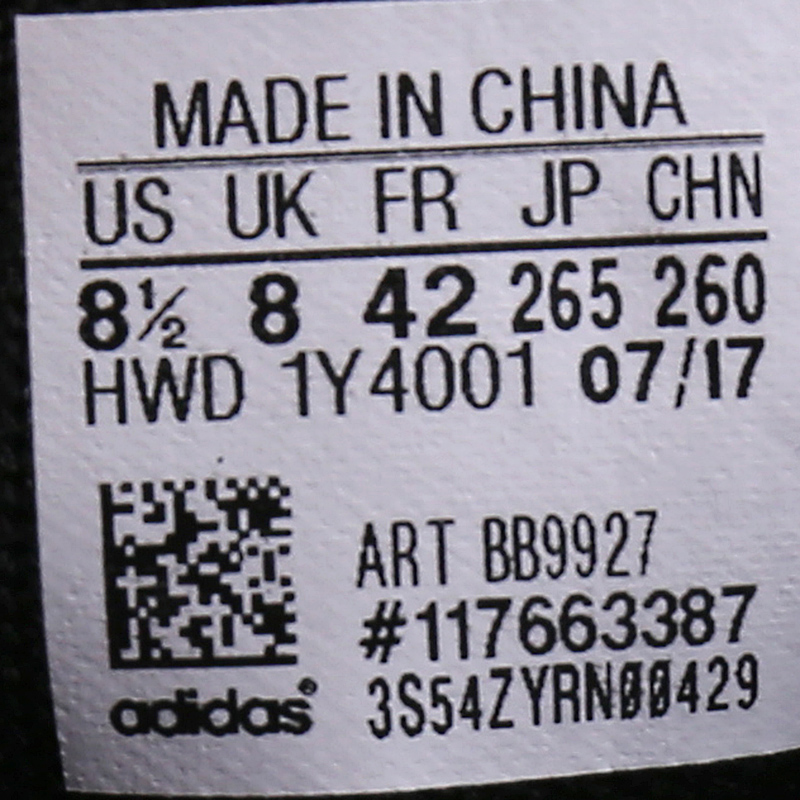 MADE IN CHINA
US UK FR JP CHN
8½ 8 42 265 260
HWD 1Y4001 07/17
ART BB9927
#117663387
adidas® 3S54ZYRN00429